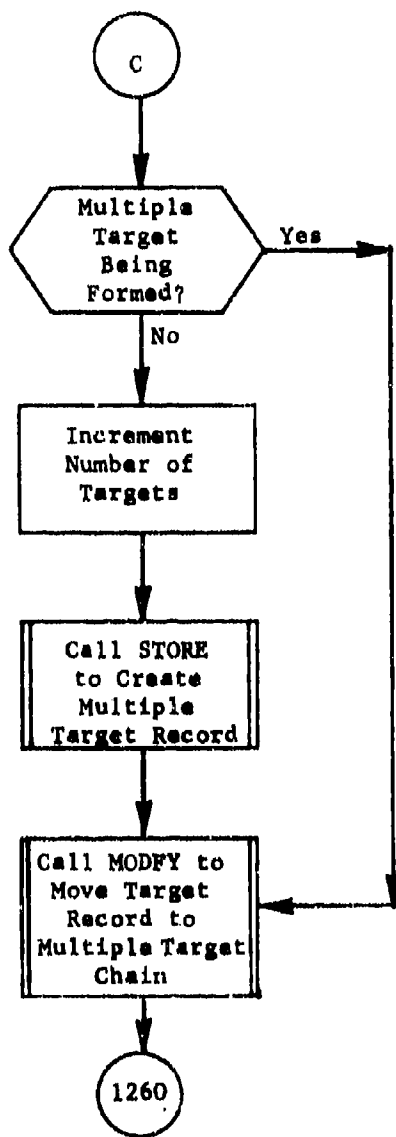 C
Multiple
Target
Being
Formed?
Yes
No
Increment
Number of
Targets
Call STORE
to Create
Multiple
Target Record
Call MODFY to
Move Target
Record to
Multiple Target
Chain
1260